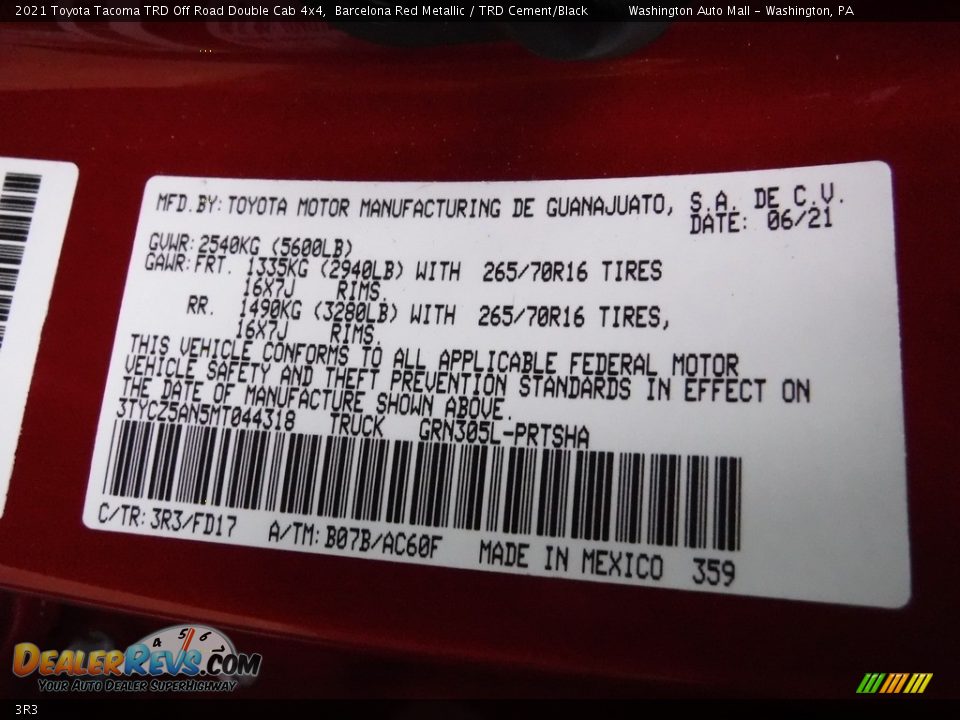 2021 Toyota Tacoma TRD Off Road Double Cab 4x4, Barcelona Red Metallic / TRD Cement/Black Washington Auto Mall - Washington, PA
MFD.BY:TOYOTA MOTOR MANUFACTURING DE GUANAJUATO, S.A. DE C.V.
DATE: 06/21
GVWR:2540KG (5600LB)
GAWR:FRT. 1335KG (2940LB) WITH 265/70R16 TIRES
16X7J RIMS.
RR. 1490KG (3280LB) WITH 265/70R16 TIRES,
16X7J RIMS.
THIS VEHICLE CONFORMS TO ALL APPLICABLE FEDERAL MOTOR
VEHICLE SAFETY AND THEFT PREVENTION STANDARDS IN EFFECT ON
THE DATE OF MANUFACTURE SHOWN ABOVE.
3TYCZ5AN5MT044318 TRUCK GRN305L-PRTSHA
C/TR:3R3/FD17 A/TM:B07B/AC60F MADE IN MEXICO 359
4 5 6
DEALERREVS.COM
YOUR AUTO DEALER SUPERHIGHWAY
3R3